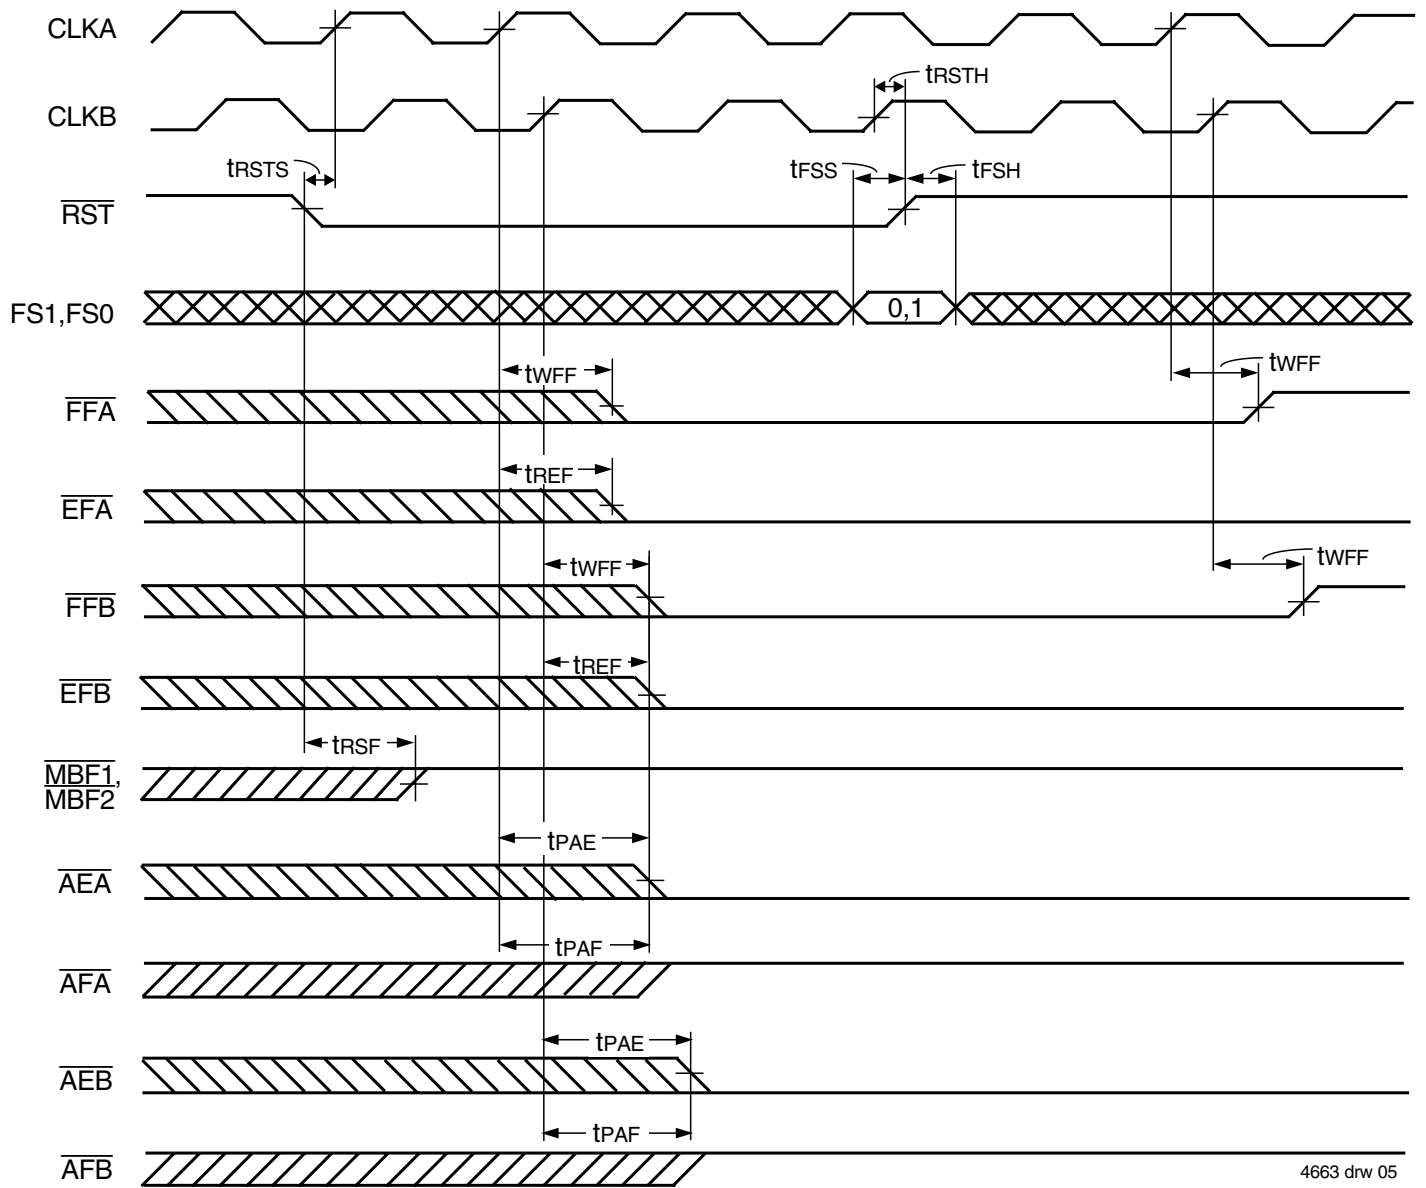 CLKA
tRSTH
CLKB
tRSTS
tFSS
tFSH
RST
FS1,FS0
0,1
tWFF
tWFF
FFA
tREF
EFA
tWFF
tWFF
FFB
tREF
EFB
tRSF
MBF1,
MBF2
tPAE
AEA
tPAF
AFA
tPAE
AEB
tPAF
AFB
4663 drw 05